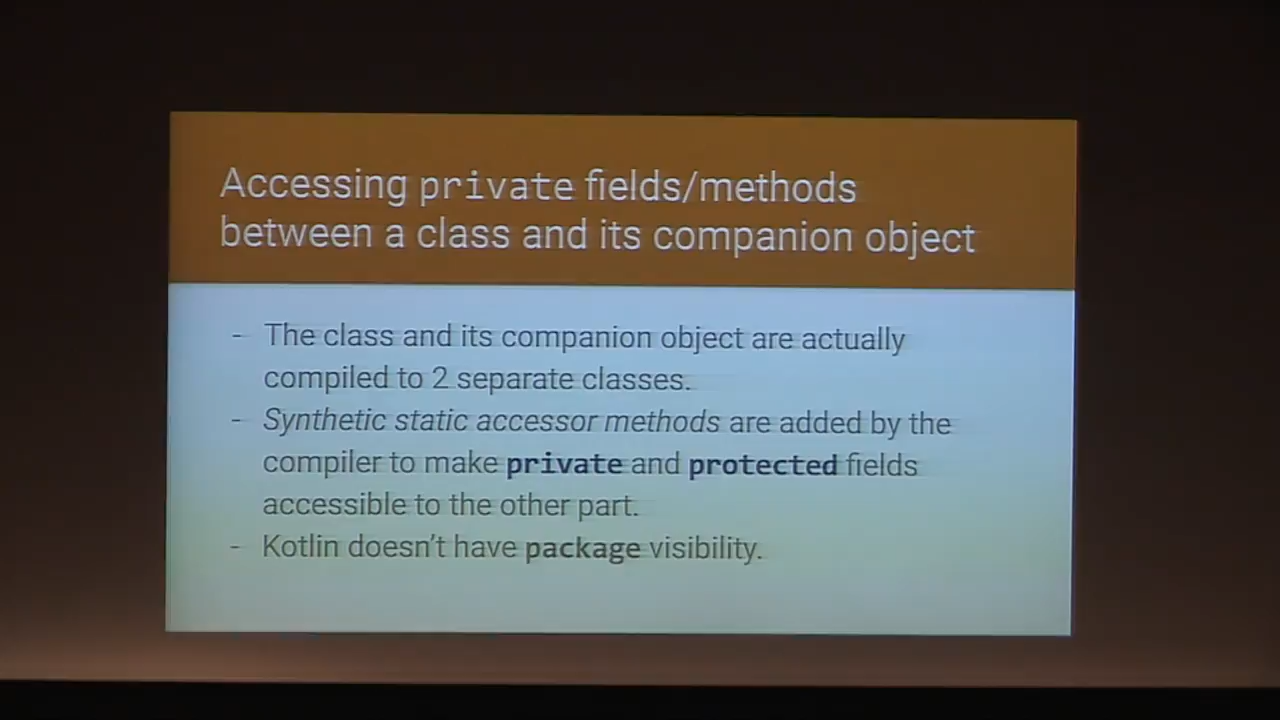 Accessing private fields/methods
between a class and its companion object
- The class and its companion object are actually
compiled to 2 separate classes.
- Synthetic static accessor methods are added by the
compiler to make private and protected fields
accessible to the other part.
- Kotlin doesn't have package visibility.